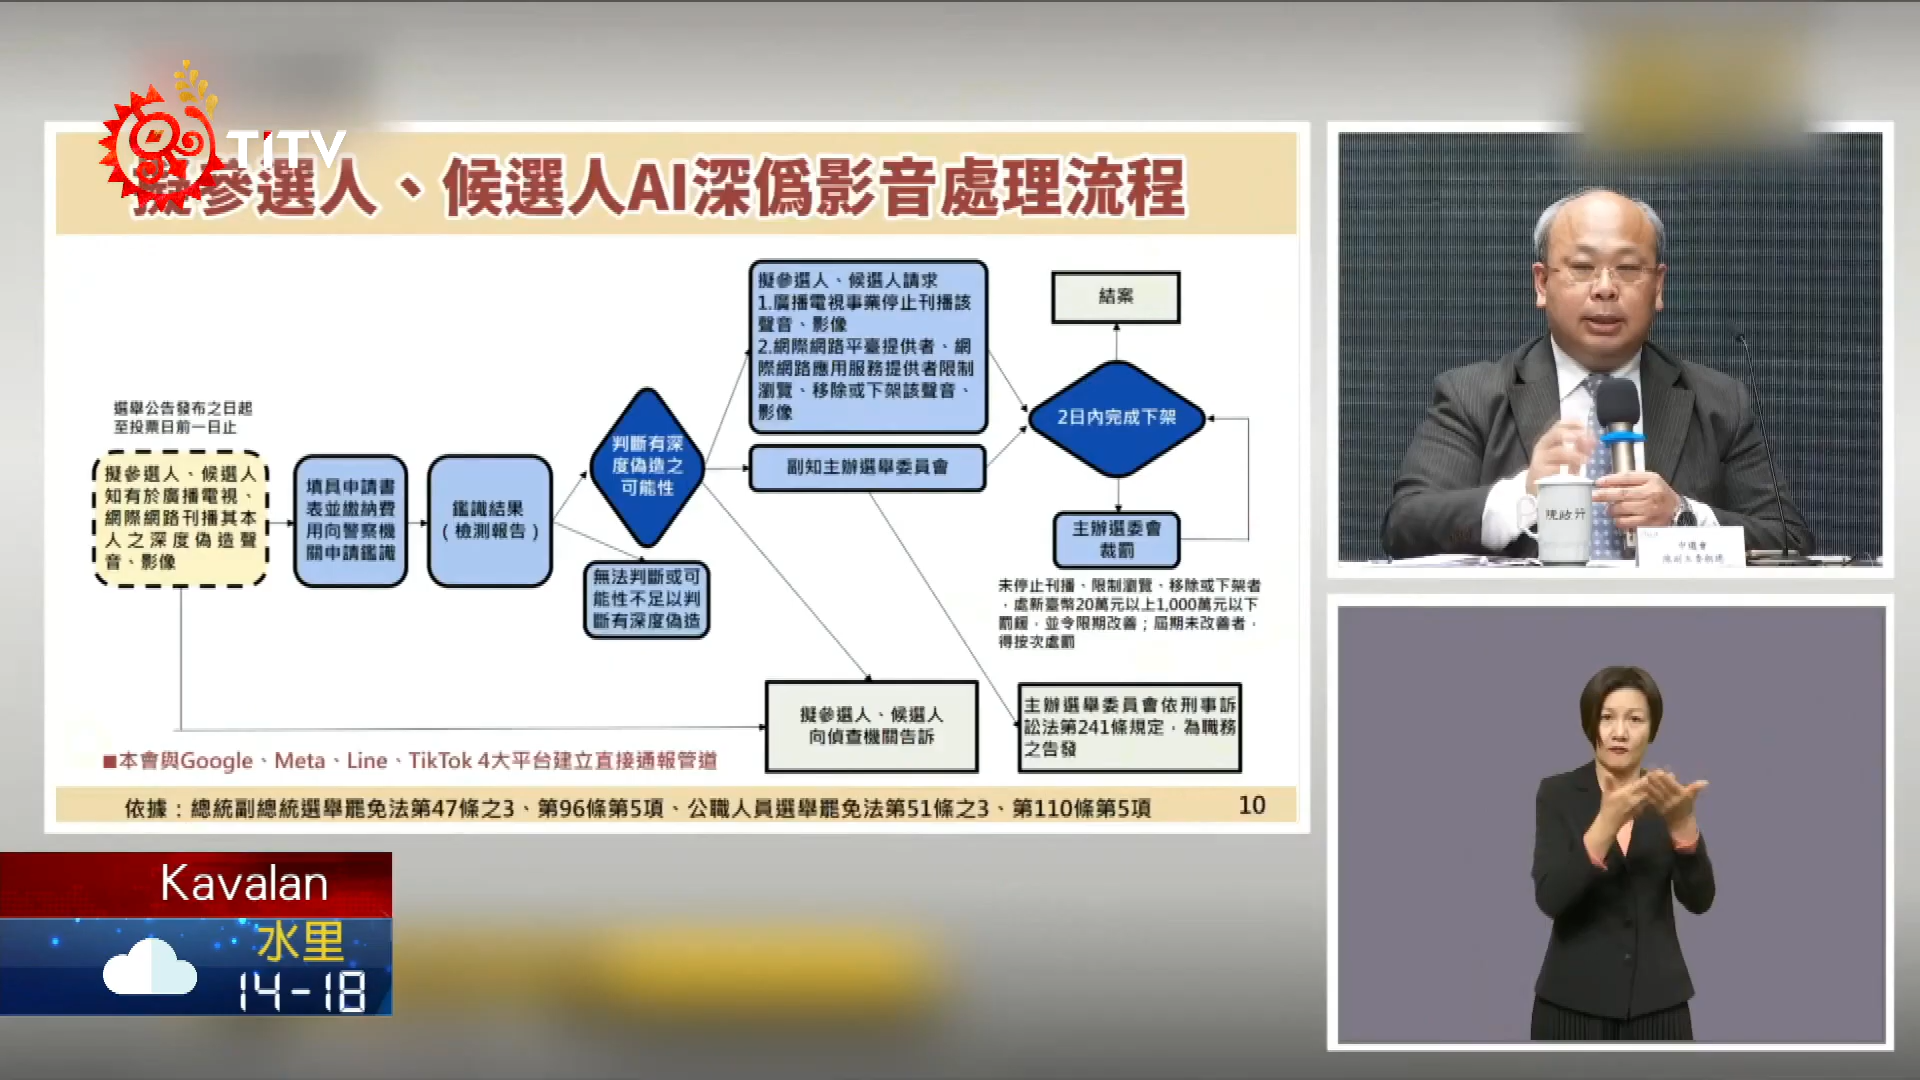 TiTV
擬參選人、候選人AI深偽影音處理流程
選舉公告發布之日起
至投票日前一日止
擬參選人、候選人
知有於廣播電視、
網際網路刊播其本
人之深度偽造聲
音、影像
填具申請書
表並繳納費
用向警察機
關申請鑑識
鑑識結果
(檢測報告)
判斷有深
度偽造之
可能性
無法判斷或可
能性不足以判
斷有深度偽造
擬參選人、候選人請求
1.廣播電視事業停止刊播該
聲音、影像
2.網際網路平臺提供者、網
際網路應用服務提供者限制
瀏覽、移除或下架該聲音、
影像
副知主辦選舉委員會
結案
2日內完成下架
主辦選委會
裁罰
未停止刊播、限制瀏覽、移除或下架者
，處新臺幣20萬元以上1,000萬元以下
罰鍰，並令限期改善；屆期未改善者，
得按次處罰
擬參選人、候選人
向偵查機關告訴
主辦選舉委員會依刑事訴
訟法第241條規定，為職務
之告發
■本會與Google、Meta、Line、TikTok 4大平台建立直接通報管道
依據：總統副總統選舉罷免法第47條之3、第96條第5項、公職人員選舉罷免法第51條之3、第110條第5項
10
院政行
中選會
Kavalan
水里
14-18